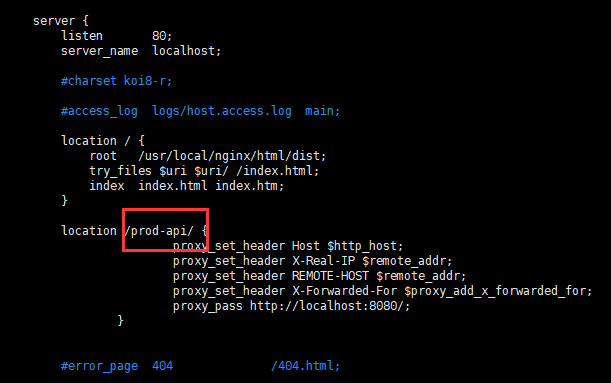 server {
listen 80;
server_name localhost;
#charset koi8-r;
#access_log logs/host.access.log main;
location / {
root /usr/local/nginx/html/dist;
try_files $uri $uri/ /index.html;
index index.html index.htm;
}
location /prod-api/ {
proxy_set_header Host $http_host;
proxy_set_header X-Real-IP $remote_addr;
proxy_set_header REMOTE-HOST $remote_addr;
proxy_set_header X-Forwarded-For $proxy_add_x_forwarded_for;
proxy_pass http://localhost:8080/;
}
#error_page 404 /404.html;